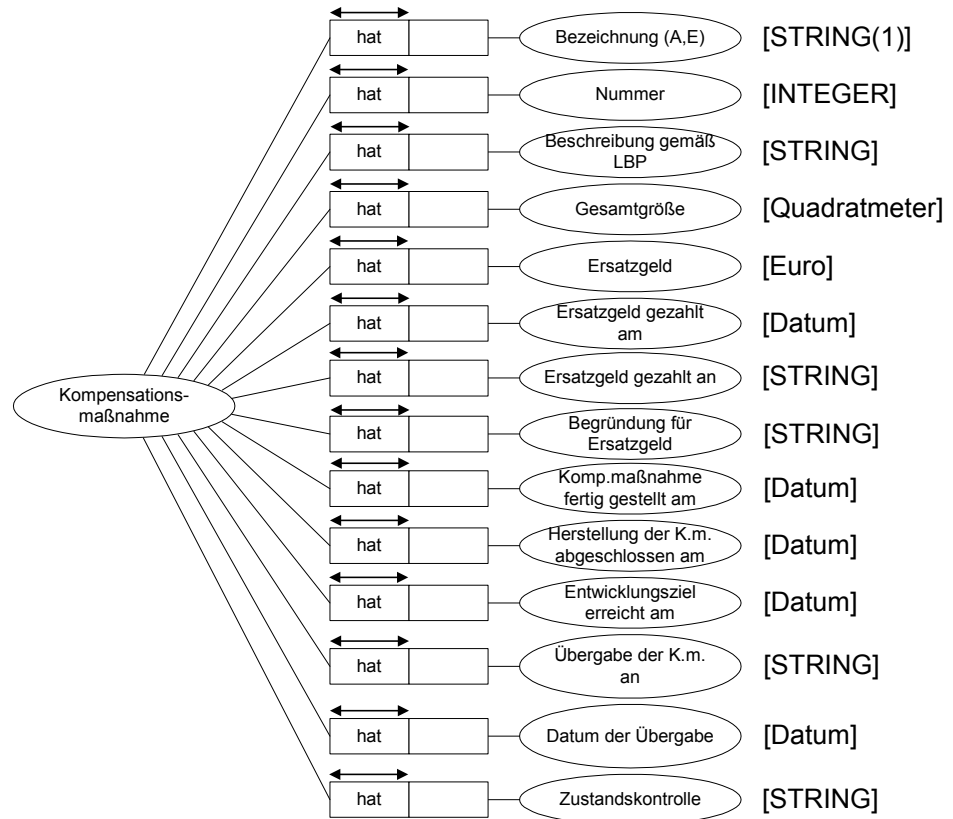 hat
Bezeichnung (A,E)
[STRING(1)]
hat
Nummer
[INTEGER]
hat
Beschreibung gemäß
LBP
[STRING]
hat
Gesamtgröße
[Quadratmeter]
hat
Ersatzgeld
[Euro]
hat
Ersatzgeld gezahlt
am
[Datum]
hat
Ersatzgeld gezahlt an
[STRING]
Kompensations-
maßnahme
hat
Begründung für
Ersatzgeld
[STRING]
hat
Komp.maßnahme
fertig gestellt am
[Datum]
hat
Herstellung der K.m.
abgeschlossen am
[Datum]
hat
Entwicklungsziel
erreicht am
[Datum]
hat
Übergabe der K.m.
an
[STRING]
hat
Datum der Übergabe
[Datum]
hat
Zustandskontrolle
[STRING]